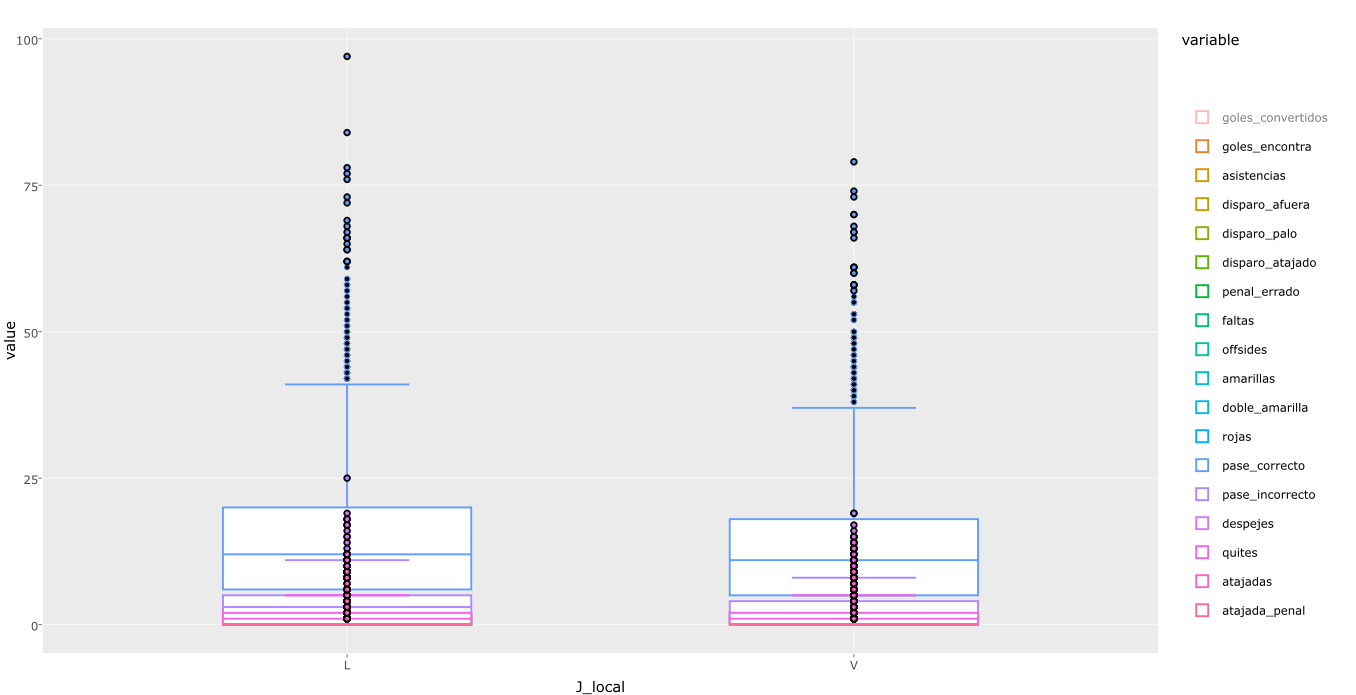 100
75
50
25
0
value
L
V
J_local
variable
goles_convertidos
goles_encontra
asistencias
disparo_afuera
disparo_palo
disparo_atajado
penal_errado
faltas
offsides
amarillas
doble_amarilla
rojas
pase_correcto
pase_incorrecto
despejes
quites
atajadas
atajada_penal